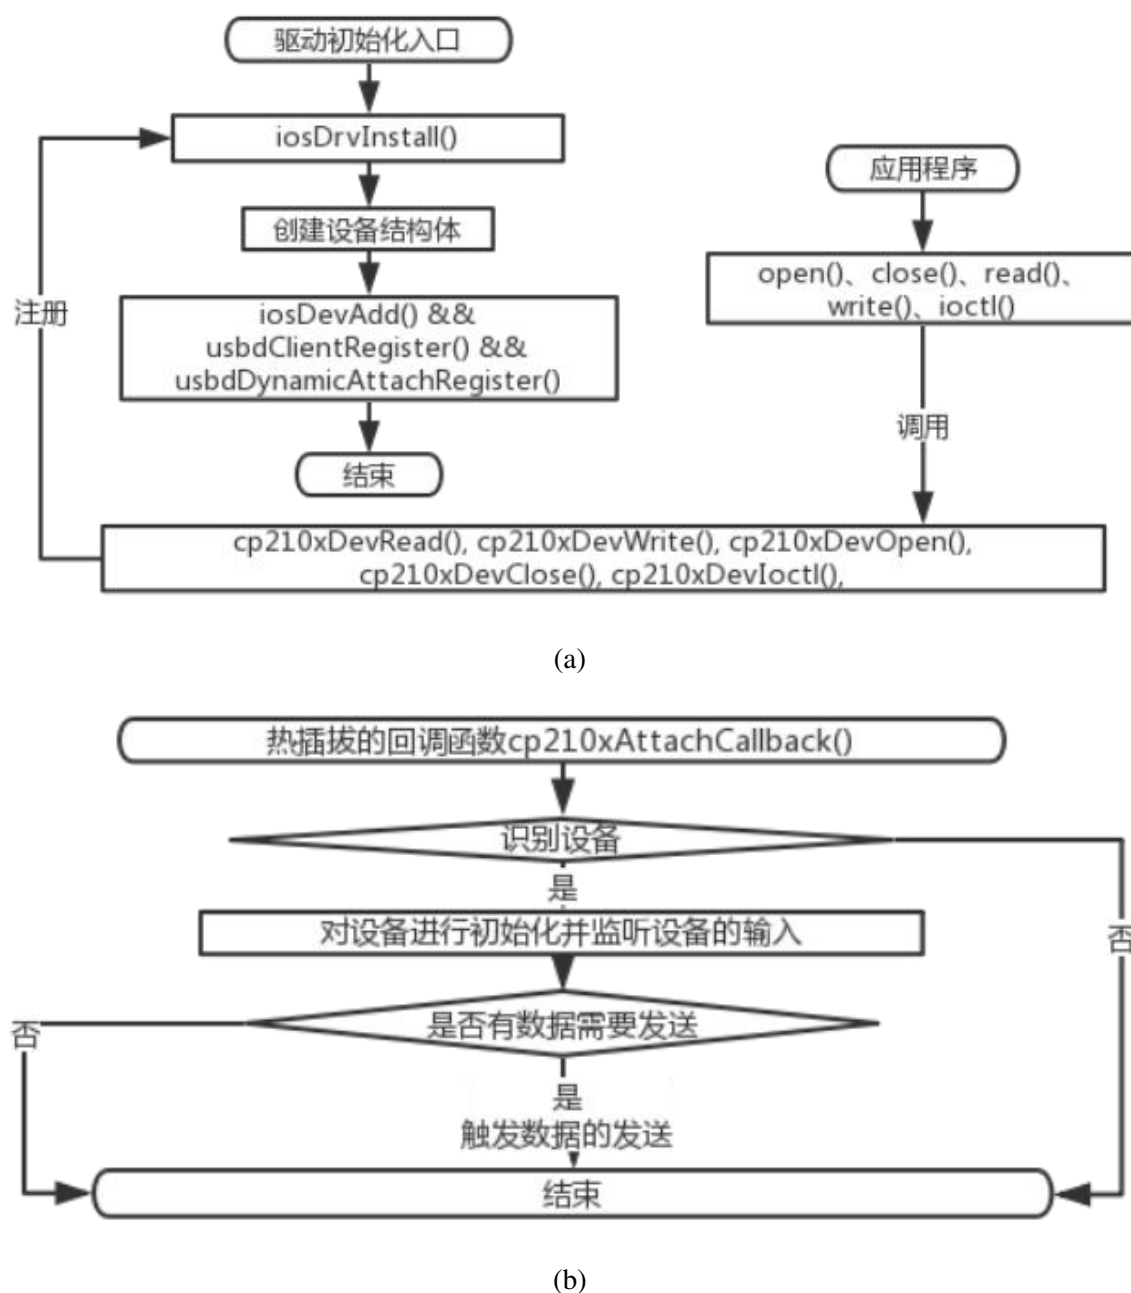 驱动初始化入口
iosDrvInstall()
创建设备结构体
iosDevAdd() &&
usbdClientRegister() &&
usbdDynamicAttachRegister()
结束
注册
应用程序
open()、close()、read()、
write()、ioctl()
调用
cp210xDevRead(), cp210xDevWrite(), cp210xDevOpen(),
cp210xDevClose(), cp210xDevIoctl(),
(a)
热插拔的回调函数cp210xAttachCallback()
识别设备
是
对设备进行初始化并监听设备的输入
否
是否有数据需要发送
否
是
触发数据的发送
结束
(b)